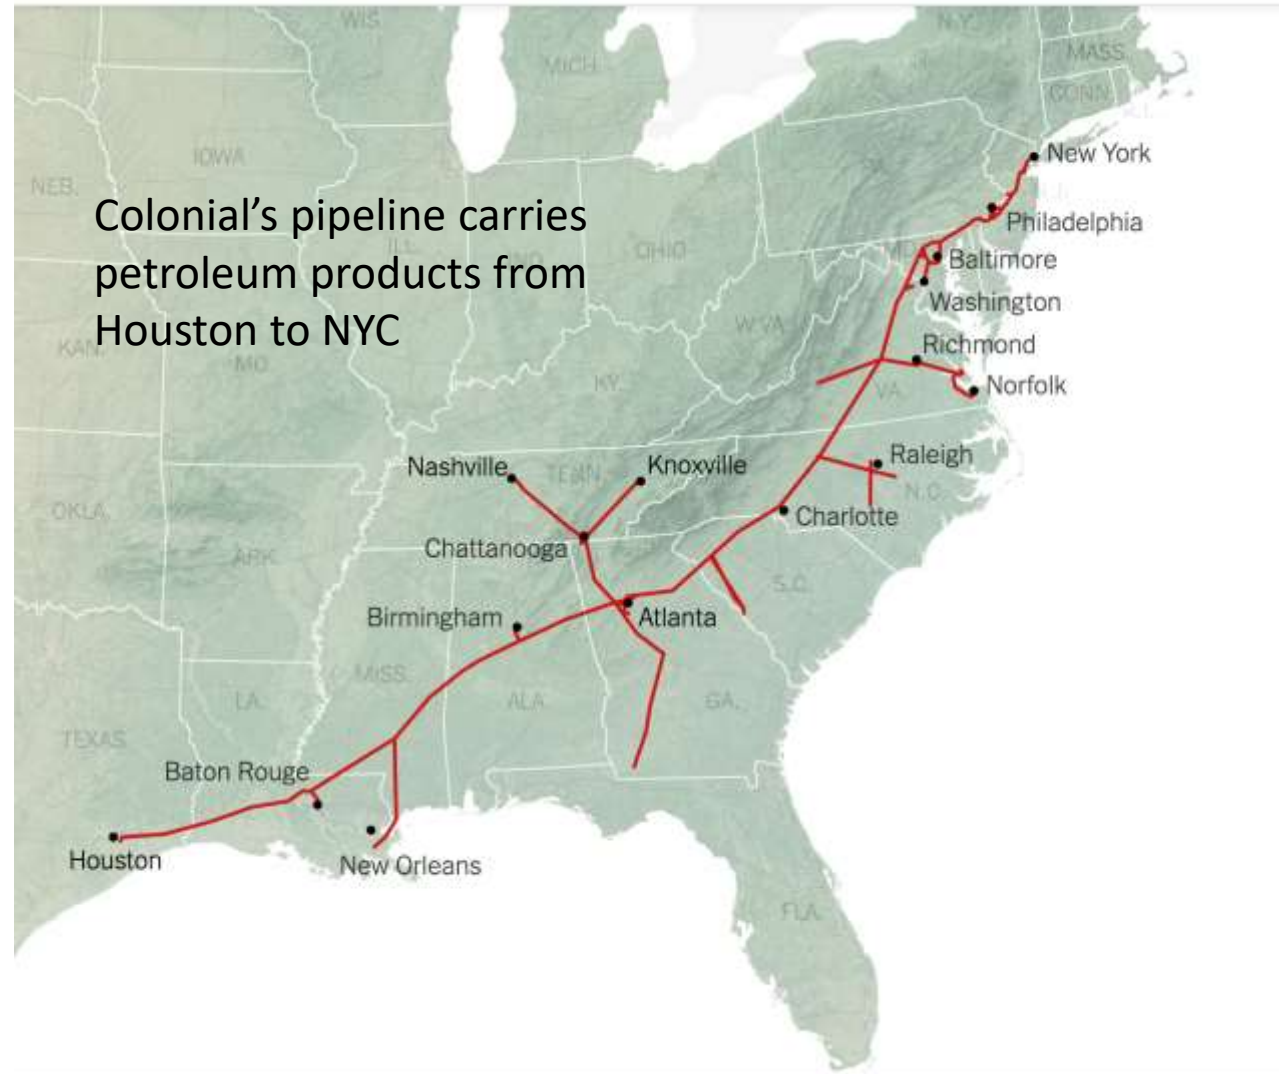 WIS.
N.Y.
MICH.
MASS.
CONN.
IOWA
NEB.
New York
Philadelphia
Colonial's pipeline carries
petroleum products from
Houston to NYC
ILL.
OHIO
Baltimore
Washington
W.VA.
KAN.
MO.
KY.
Richmond
VA.
Norfolk
Nashville
TENN.
Knoxville
Raleigh
N.C.
OKLA.
Charlotte
Chattanooga
ARK.
S.C.
Birmingham
Atlanta
MISS.
LA.
ALA.
GA.
TEXAS
Baton Rouge
Houston
New Orleans
FLA.